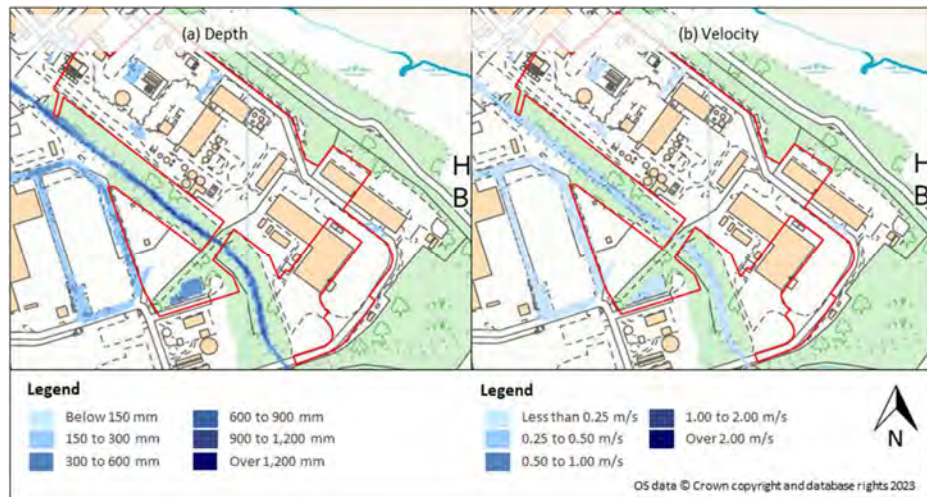 (a) Depth
(b) Velocity
H
B
H
B
Legend
Below 150 mm
150 to 300 mm
300 to 600 mm
600 to 900 mm
900 to 1,200 mm
Over 1,200 mm
Legend
Less than 0.25 m/s
0.25 to 0.50 m/s
0.50 to 1.00 m/s
1.00 to 2.00 m/s
Over 2.00 m/s
N
OS data © Crown copyright and database rights 2023